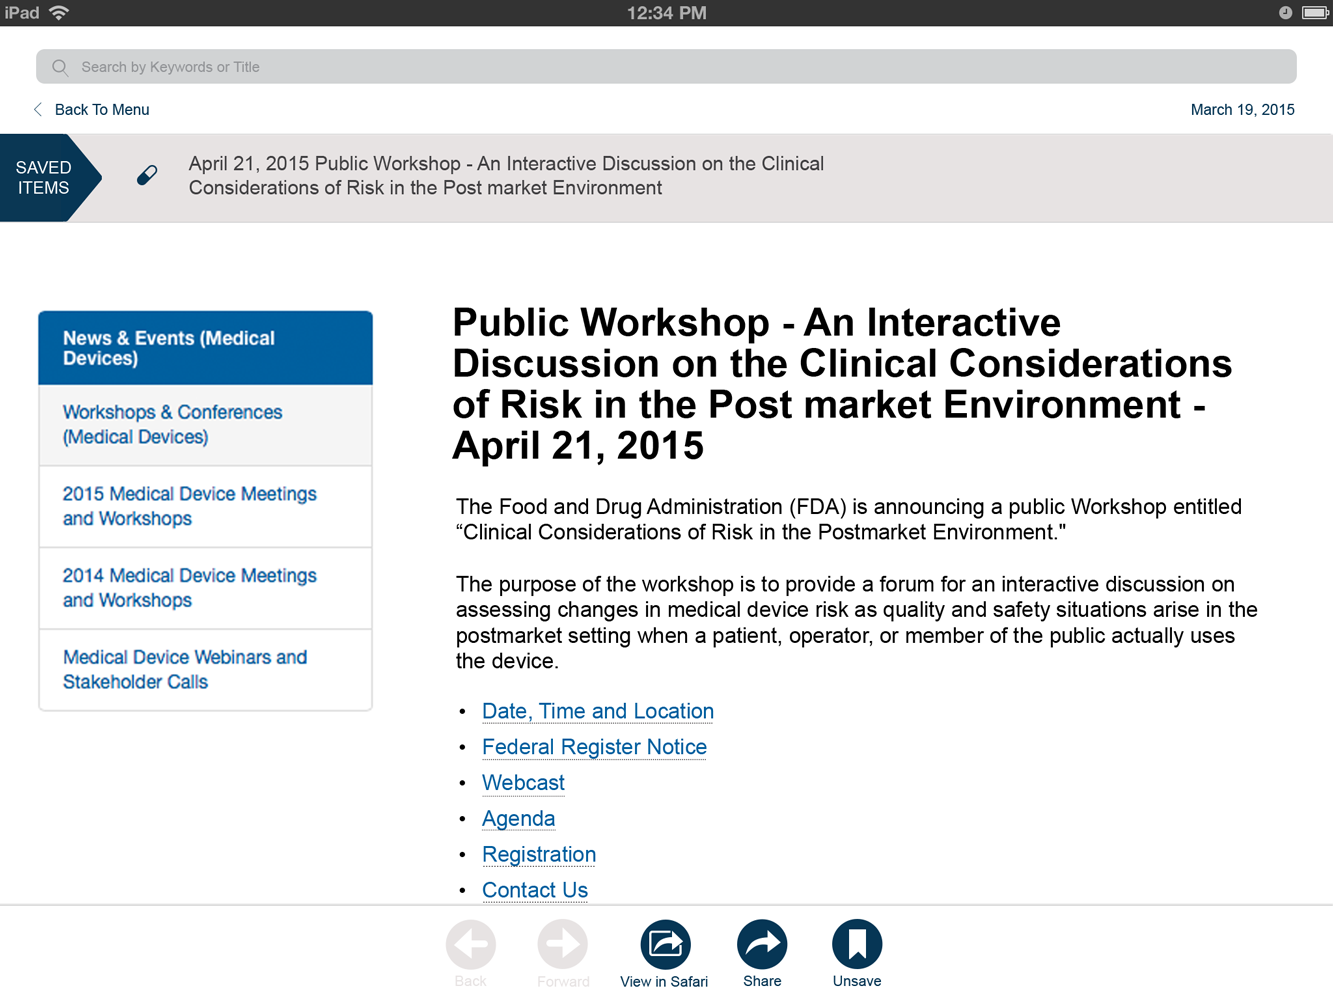 iPad
12:34 PM
Search by Keywords or Title
Back To Menu
March 19, 2015
SAVED
ITEMS
April 21, 2015 Public Workshop - An Interactive Discussion on the Clinical
Considerations of Risk in the Post market Environment
News & Events (Medical
Devices)
Workshops & Conferences
(Medical Devices)
2015 Medical Device Meetings
and Workshops
2014 Medical Device Meetings
and Workshops
Medical Device Webinars and
Stakeholder Calls
Public Workshop - An Interactive
Discussion on the Clinical Considerations
of Risk in the Post market Environment -
April 21, 2015
The Food and Drug Administration (FDA) is announcing a public Workshop entitled
“Clinical Considerations of Risk in the Postmarket Environment."
The purpose of the workshop is to provide a forum for an interactive discussion on
assessing changes in medical device risk as quality and safety situations arise in the
postmarket setting when a patient, operator, or member of the public actually uses
the device.
• Date, Time and Location
• Federal Register Notice
• Webcast
• Agenda
• Registration
• Contact Us
Back
Forward
View in Safari
Share
Unsave